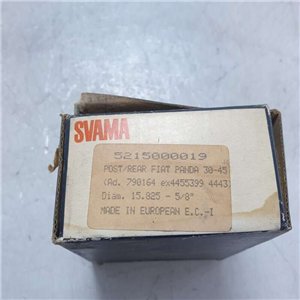 SVAMA
5215000019
POST/REAR FIAT PANDA 30-45
(Ad. 790164 ex4455399 4443
Diam. 15.825 - 5/8"
MADE IN EUROPEAN E.C.-I